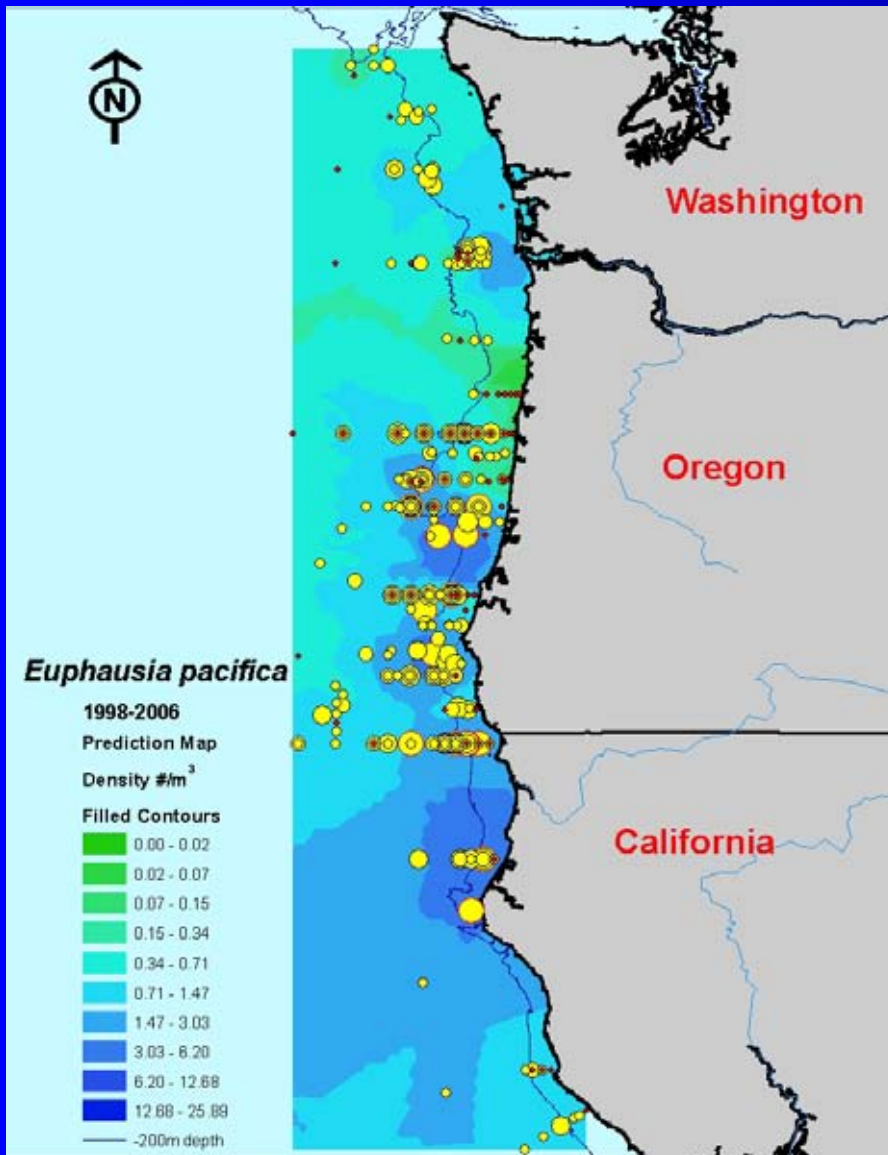 N
Washington
Oregon
California
Euphausia pacifica
1998-2006
Prediction Map
Density #/m³
Filled Contours
0.00 - 0.02
0.02 - 0.07
0.07 - 0.15
0.15 - 0.34
0.34 - 0.71
0.71 - 1.47
1.47 - 3.03
3.03 - 6.20
6.20 - 12.68
12.68 - 25.89
-200m depth